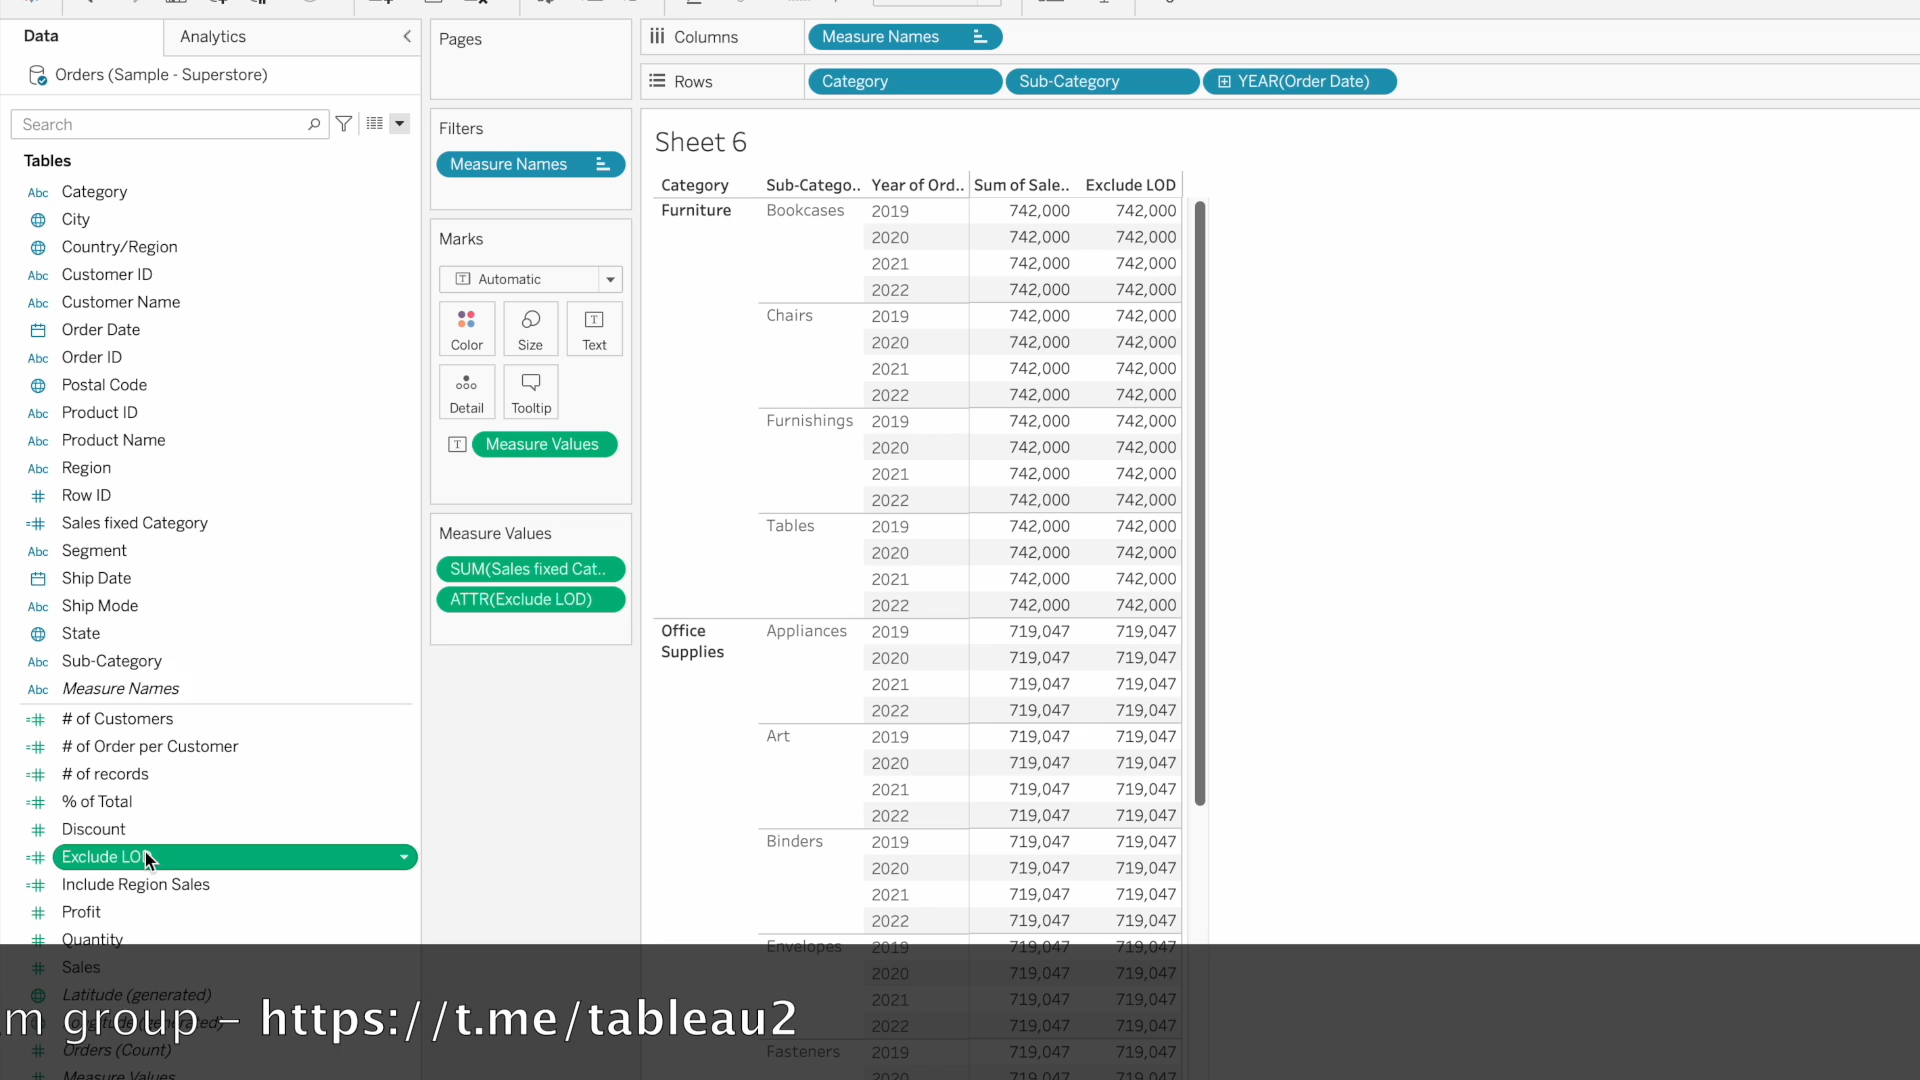 Data
Analytics
Orders (Sample - Superstore)
Search
Tables
Abc Category
City
Country/Region
Abc Customer ID
Abc Customer Name
Order Date
Abc Order ID
Postal Code
Abc Product ID
Abc Product Name
Abc Region
# Row ID
=# Sales fixed Category
Abc Segment
Ship Date
Abc Ship Mode
State
Abc Sub-Category
Abc Measure Names
=# # of Customers
=# # of Order per Customer
=# # of records
=# % of Total
# Discount
=# Exclude LOD
=# Include Region Sales
# Profit
# Quantity
# Sales
Latitude (generated)
Longitude (generated)
# Orders (Count)
# Measure Values
Pages
Filters
Measure Names
Marks
Automatic
Color Size Text
Detail Tooltip
Measure Values
Measure Values
SUM(Sales fixed Cat..
ATTR(Exclude LOD)
Columns Measure Names
Rows Category Sub-Category YEAR(Order Date)
Sheet 6
Category Sub-Catego.. Year of Ord.. Sum of Sale.. Exclude LOD
Furniture Bookcases 2019 742,000 742,000
2020 742,000 742,000
2021 742,000 742,000
2022 742,000 742,000
Chairs 2019 742,000 742,000
2020 742,000 742,000
2021 742,000 742,000
2022 742,000 742,000
Furnishings 2019 742,000 742,000
2020 742,000 742,000
2021 742,000 742,000
2022 742,000 742,000
Tables 2019 742,000 742,000
2020 742,000 742,000
2021 742,000 742,000
2022 742,000 742,000
Office Appliances 2019 719,047 719,047
Supplies 2020 719,047 719,047
2021 719,047 719,047
2022 719,047 719,047
Art 2019 719,047 719,047
2020 719,047 719,047
2021 719,047 719,047
2022 719,047 719,047
Binders 2019 719,047 719,047
2020 719,047 719,047
2021 719,047 719,047
2022 719,047 719,047
Envelopes 2019 719,047 719,047
2020 719,047 719,047
2021 719,047 719,047
2022 719,047 719,047
Fasteners 2019 719,047 719,047
2020 719,047 719,047
m group – https://t.me/tableau2